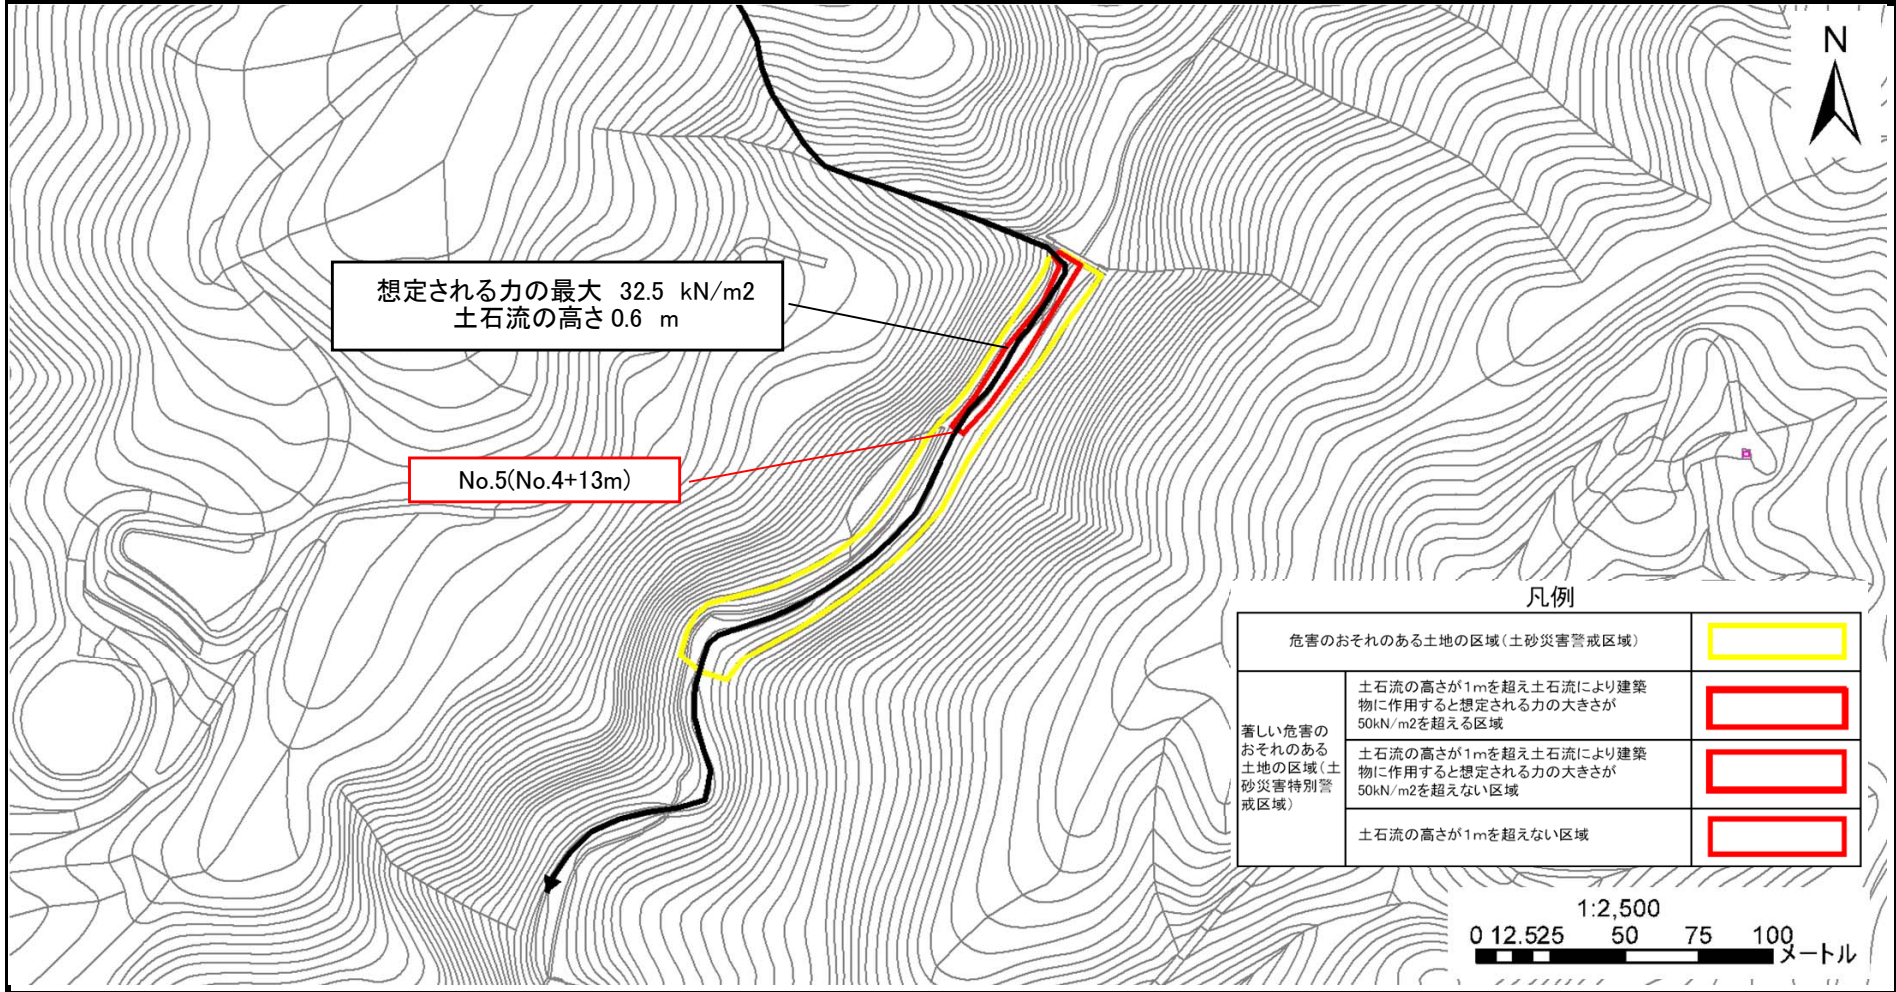 N
想定される力の最大 32.5 kN/m2
土石流の高さ 0.6 m
No.5(No.4+13m)
凡例
危害のおそれのある土地の区域(土砂災害警戒区域)
著しい危害の
おそれのある
土地の区域(土
砂災害特別警
戒区域)
土石流の高さが1mを超え土石流により建築
物に作用すると想定される力の大きさが
50kN/m2を超える区域
土石流の高さが1mを超え土石流により建築
物に作用すると想定される力の大きさが
50kN/m2を超えない区域
土石流の高さが1mを超えない区域
1:2,500
0 12.525 50 75 100
メートル